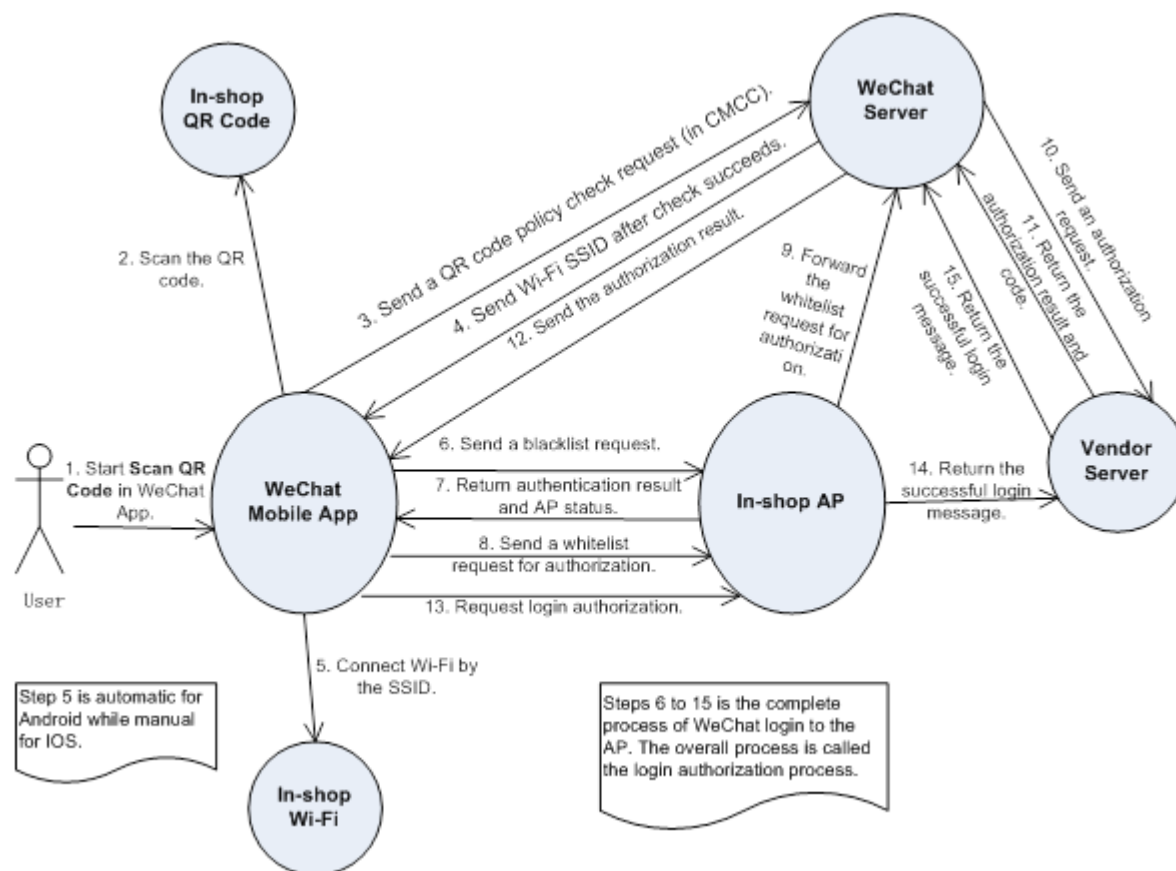 In-shop
QR Code
WeChat
Server
2. Scan the QR
code.
3. Send a QR code policy check request (in CMCC).
4. Send Wi-Fi SSID after check succeeds.
12. Send the authorization result.
9. Forward
the
whitelist
request for
authorizati
on.
10. Send an authorization
request.
11. Return the
authorization result and
code.
15. Return the
successful login
message.
1. Start Scan QR
Code in WeChat
App.
User
WeChat
Mobile App
6. Send a blacklist request.
7. Return authentication result
and AP status.
8. Send a whitelist
request for authorization.
13. Request login authorization.
In-shop AP
14. Return the
successful login
message.
Vendor
Server
5. Connect Wi-Fi by
the SSID.
Step 5 is automatic for
Android while manual
for IOS.
In-shop
Wi-Fi
Steps 6 to 15 is the complete
process of WeChat login to the
AP. The overall process is called
the login authorization process.